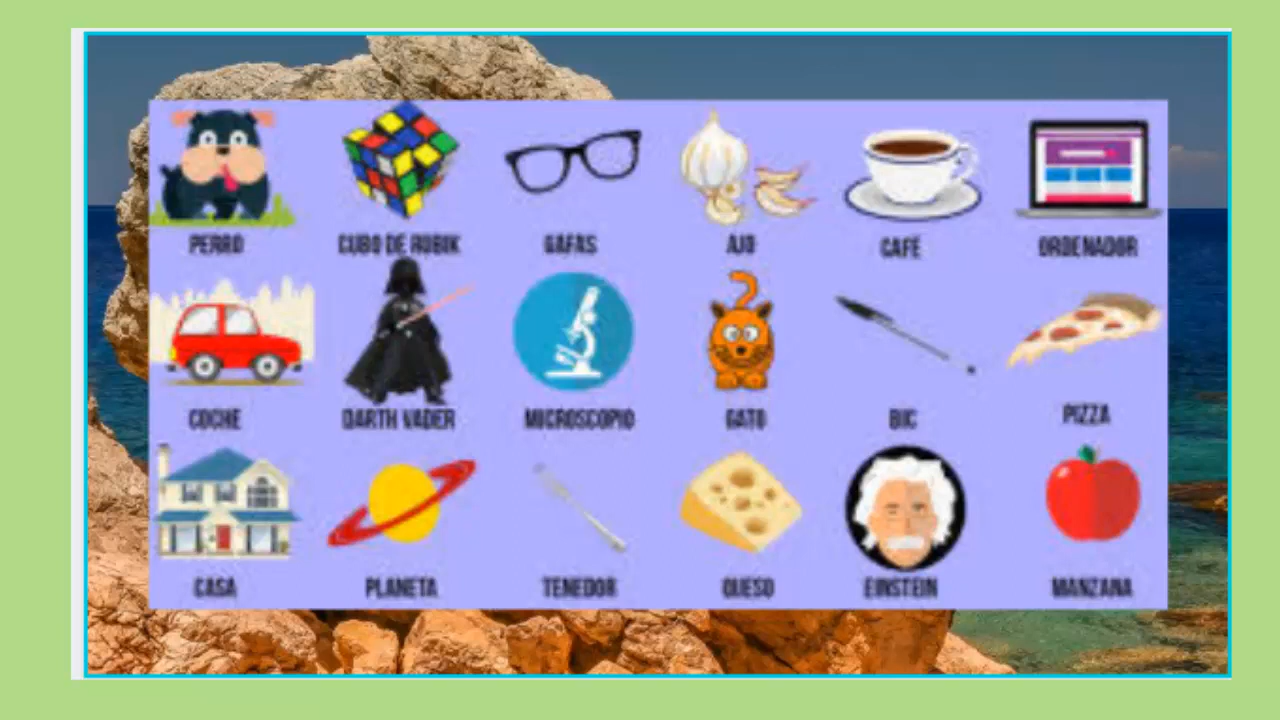 PERRO
CUBO DE RUBIK
GAFAS
AJO
CAFÉ
ORDENADOR
COCHE
DARTH VADER
MICROSCOPIO
GATO
BIC
PIZZA
CASA
PLANETA
TENEDOR
QUESO
EINSTEIN
MANZANA